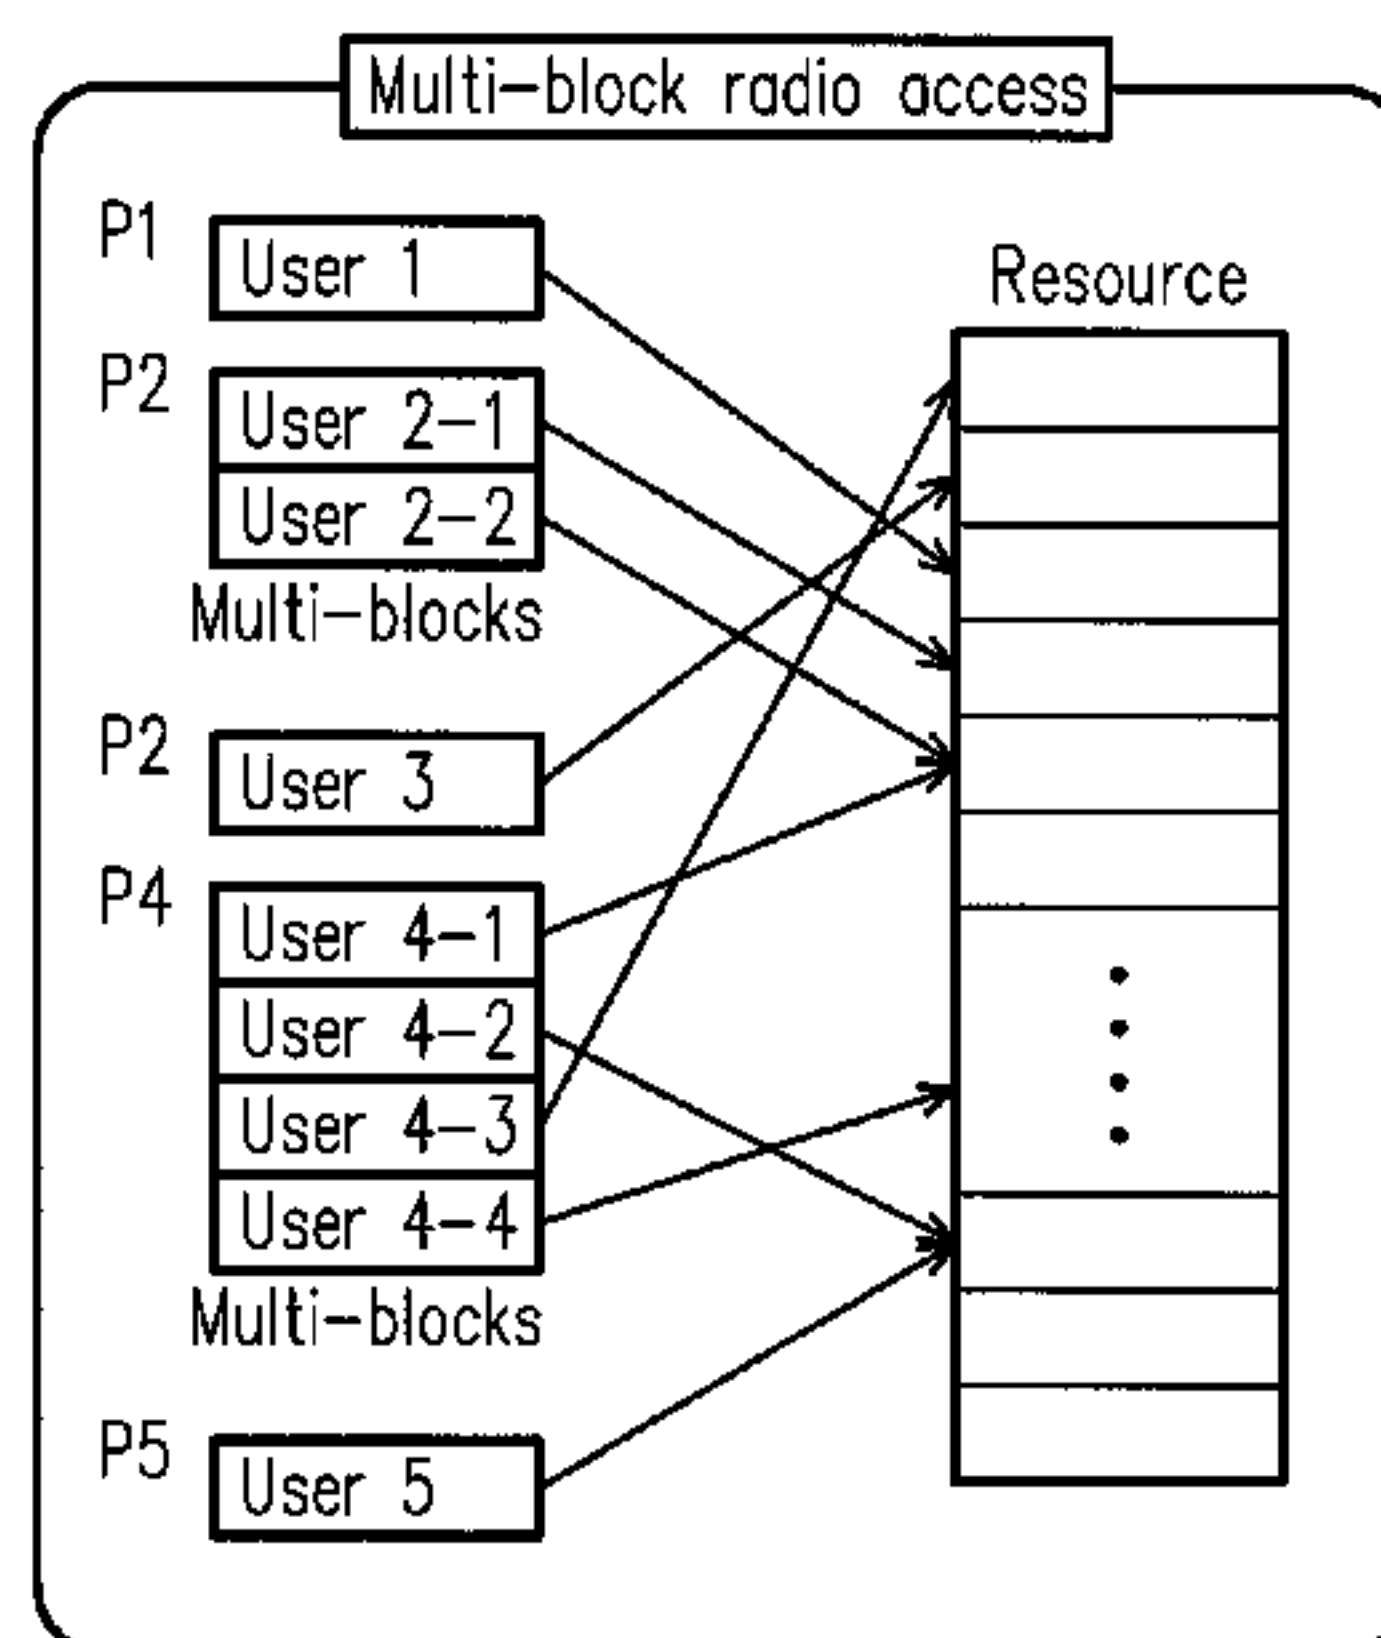 Multi-block radio access
P1
User 1
Resource
P2
User 2-1
User 2-2
Multi-blocks
P2
User 3
P4
User 4-1
User 4-2
User 4-3
User 4-4
Multi-blocks
P5
User 5